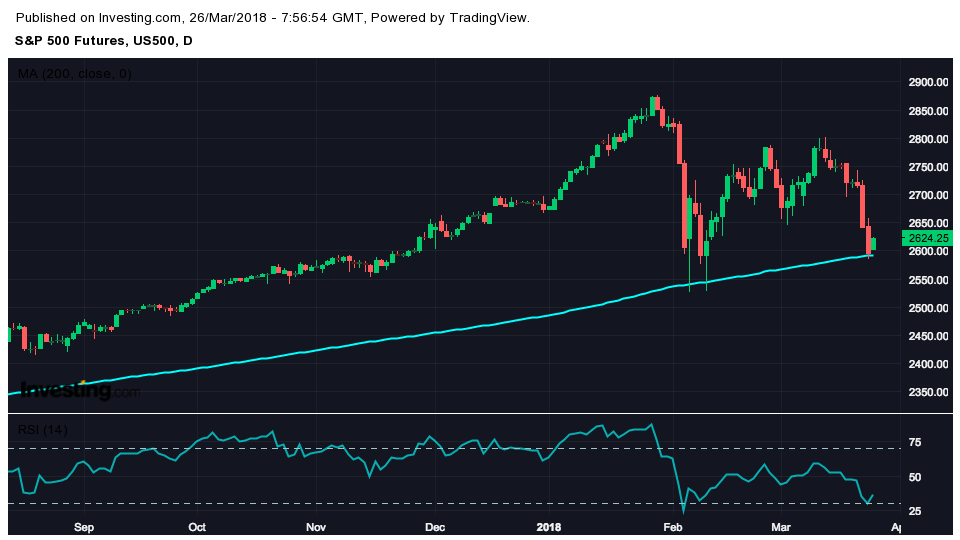 Published on Investing.com, 26/Mar/2018 - 7:56:54 GMT, Powered by TradingView.
S&P 500 Futures, US500, D
MA (200, close, 0)
2900.00
2850.00
2800.00
2750.00
2700.00
2650.00
2624.25
2600.00
2550.00
2500.00
2450.00
2400.00
2350.00
Investing.com
RSI (14)
75
50
25
Sep Oct Nov Dec 2018 Feb Mar Ap